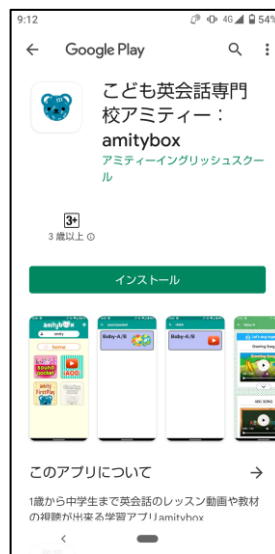 9:12
4G 54%
Google Play
こども英会話専門
校アミティー：
amitybox
アミティーイングリッシュスクー
ル
3+
3 歳以上
インストール
amitybox
Sound pocket
AOD
Amity FirstPlay
Baby-A/B
Baby-A/B
このアプリについて
1歳から中学生まで英会話のレッスン動画や教材
の視聴が出来る学習アプリamitybox